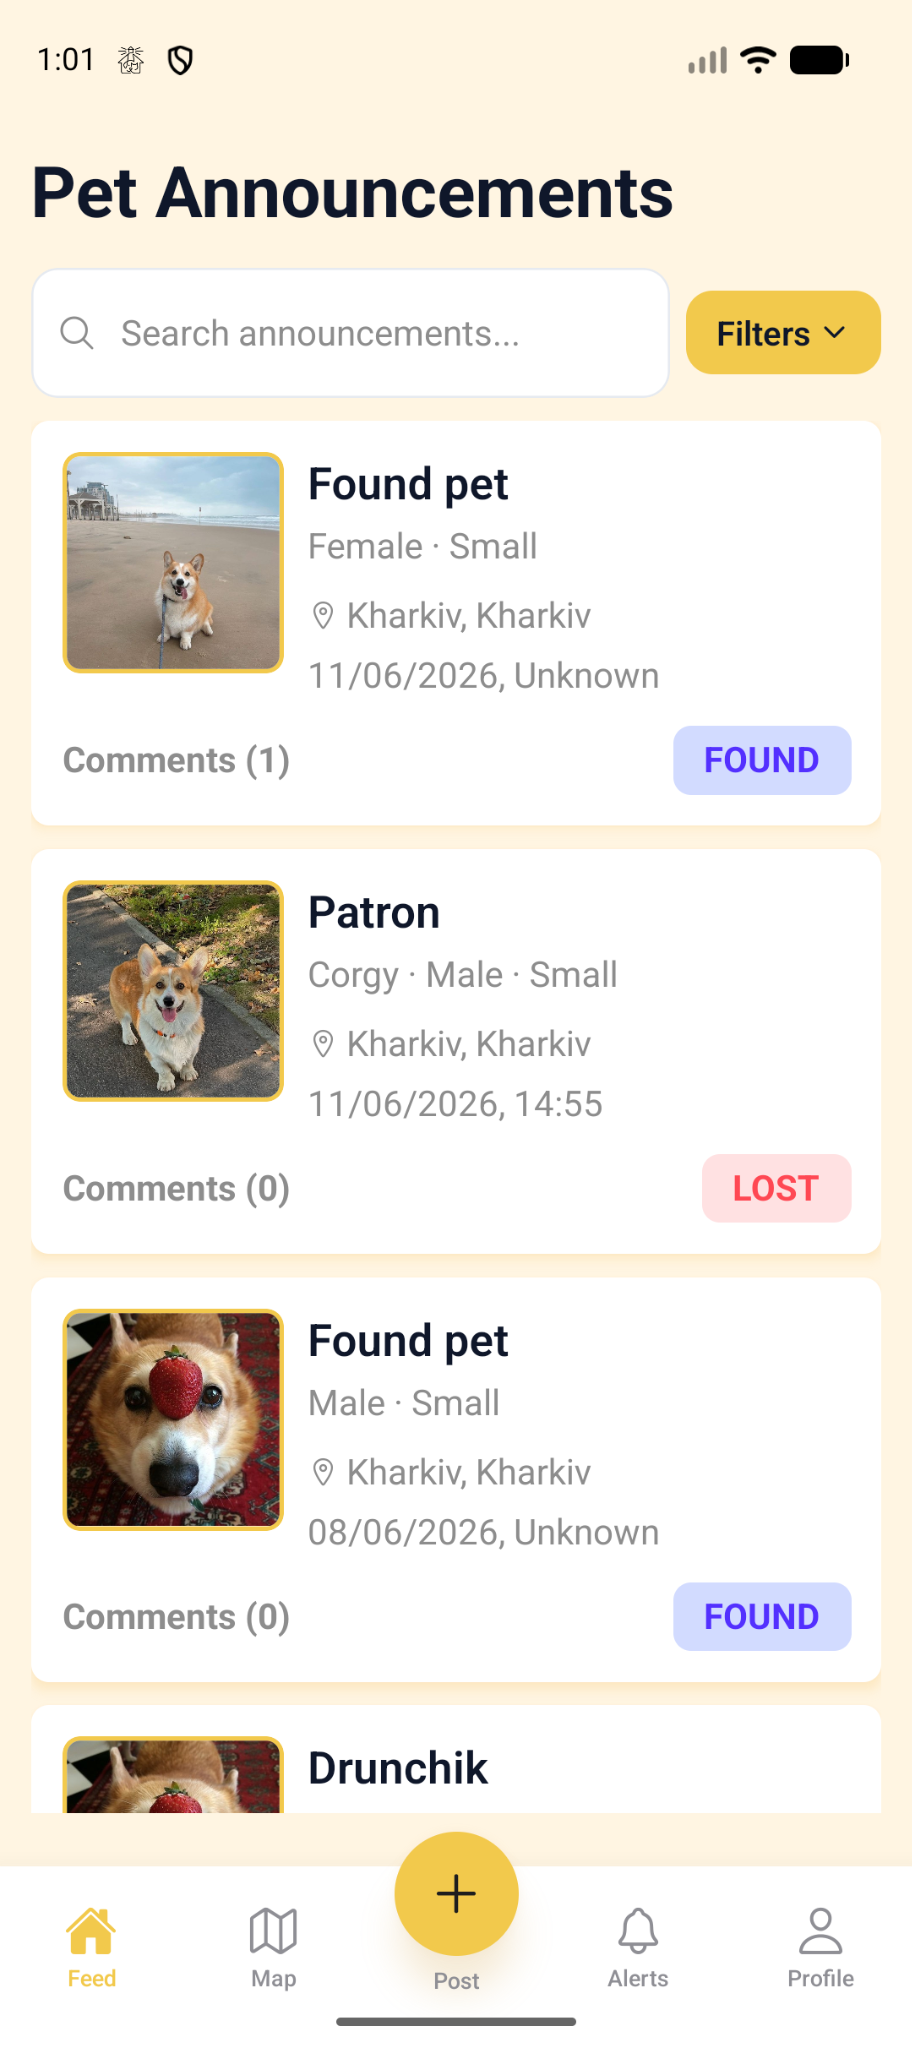 1:01
Pet Announcements
Search announcements...
Filters
Found pet
Female · Small
Kharkiv, Kharkiv
11/06/2026, Unknown
Comments (1)
FOUND
Patron
Corgy · Male · Small
Kharkiv, Kharkiv
11/06/2026, 14:55
Comments (0)
LOST
Found pet
Male · Small
Kharkiv, Kharkiv
08/06/2026, Unknown
Comments (0)
FOUND
Drunchik
Feed
Map
Post
Alerts
Profile